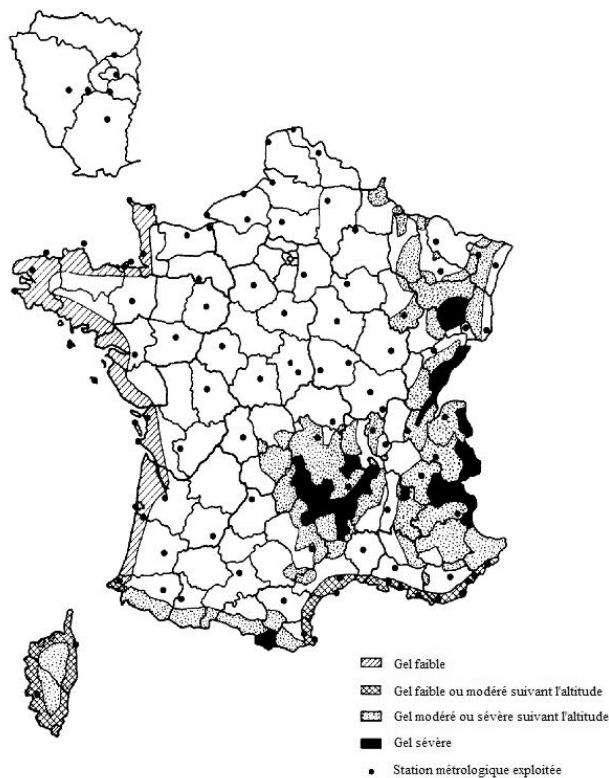 Gel faible
Gel faible ou modéré suivant l'altitude
Gel modéré ou sévère suivant l'altitude
Gel sévère
Station métrologique exploitée